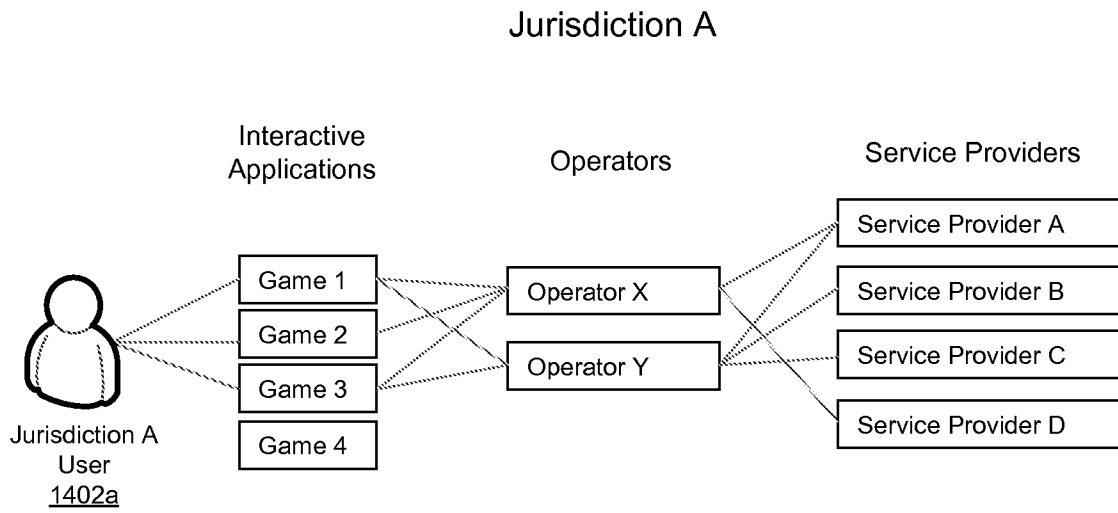 Jurisdiction A
Interactive
Applications
Operators
Service Providers
Game 1
Game 2
Game 3
Game 4
Operator X
Operator Y
Service Provider A
Service Provider B
Service Provider C
Service Provider D
Jurisdiction A
User
1402a